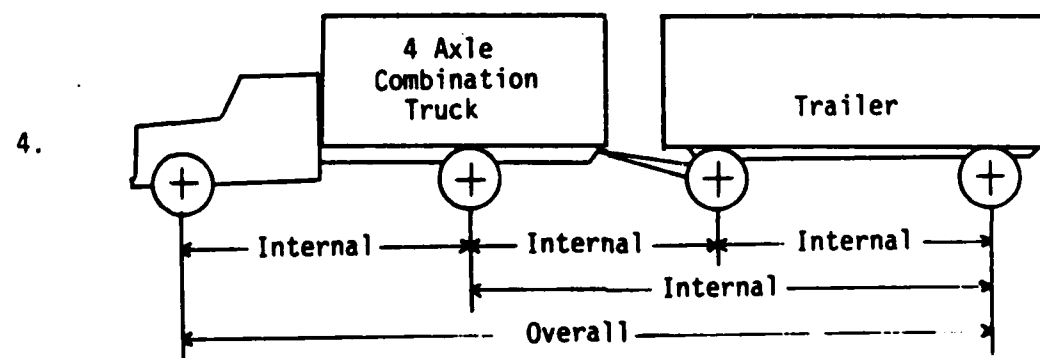 4 Axle
Combination
Truck
Trailer
4.
Internal Internal Internal
Internal
Overall